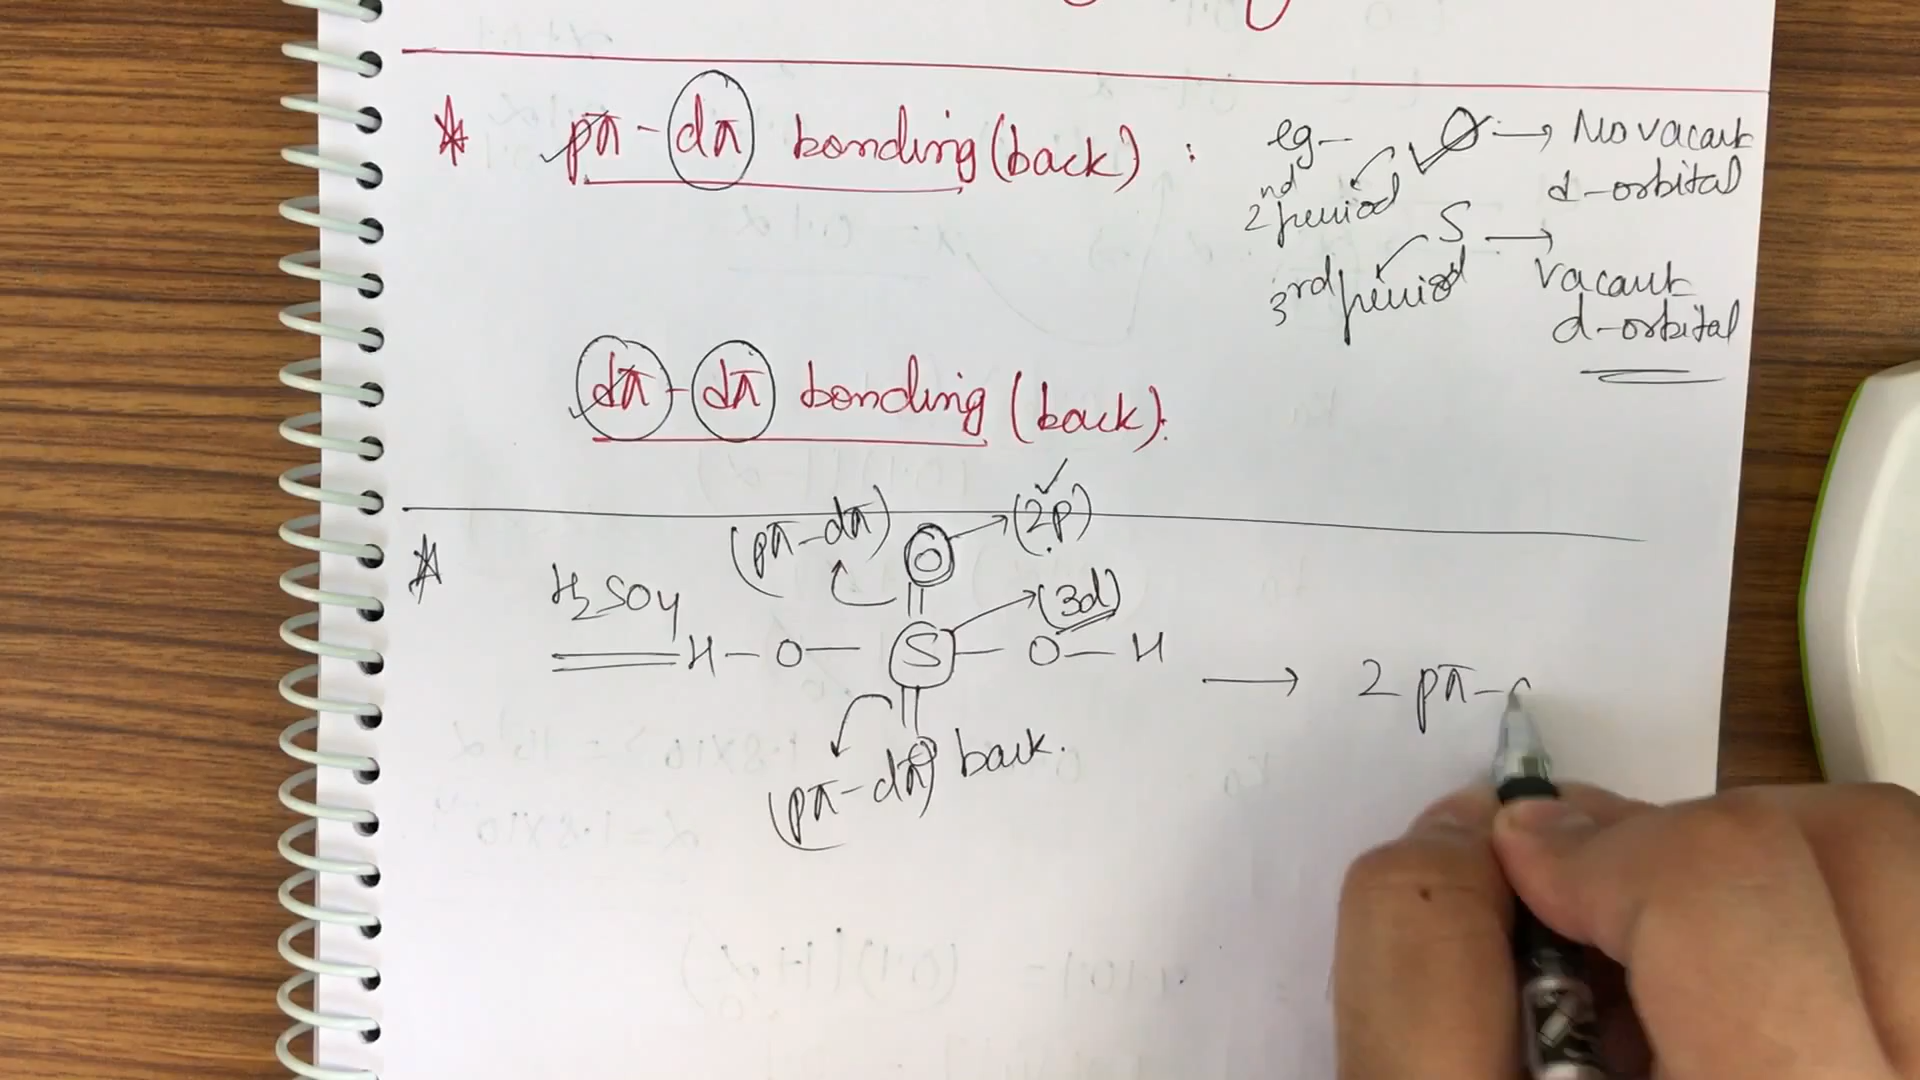 * pπ-dπ bonding (back) :
eg- O → No vacant d-orbital
2nd period
S → vacant d-orbital
3rd period
dπ-dπ bonding (back).
* H2SO4
(pπ-dπ) O → (2p)
S → (3d)
H-O-S-O-H → 2 pπ-
(pπ-dπ) back.